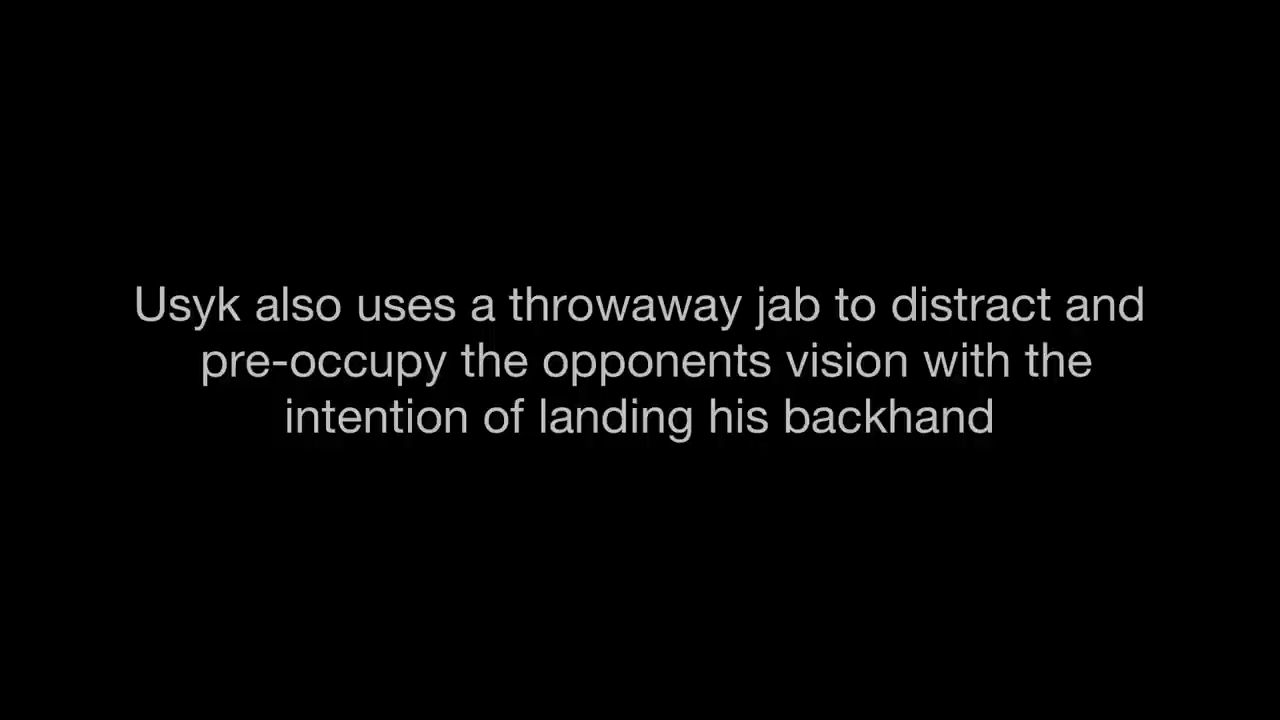 Usyk also uses a throwaway jab to distract and
pre-occupy the opponents vision with the
intention of landing his backhand